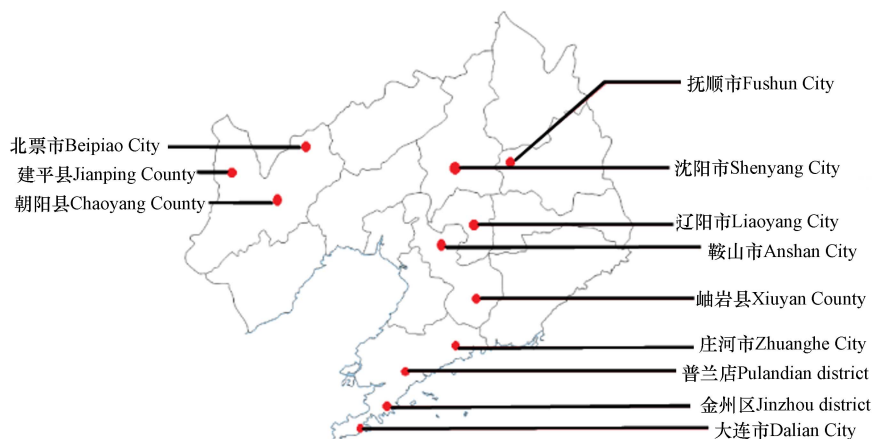 抚顺市Fushun City
北票市Beipiao City
建平县Jianping County
沈阳市Shenyang City
朝阳县Chaoyang County
辽阳市Liaoyang City
鞍山市Anshan City
岫岩县Xiuyan County
庄河市Zhuanghe City
普兰店Pulandian district
金州区Jinzhou district
大连市Dalian City